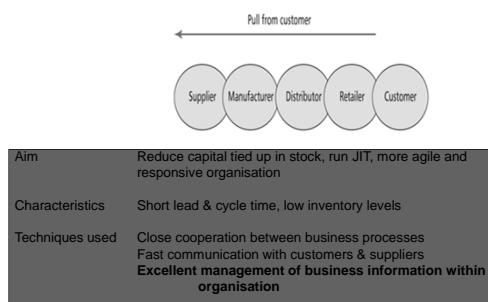 Pull from customer
Supplier Manufacturer Distributor Retailer Customer
Aim Reduce capital tied up in stock, run JIT, more agile and
responsive organisation
Characteristics Short lead & cycle time, low inventory levels
Techniques used Close cooperation between business processes
Fast communication with customers & suppliers
Excellent management of business information within
organisation